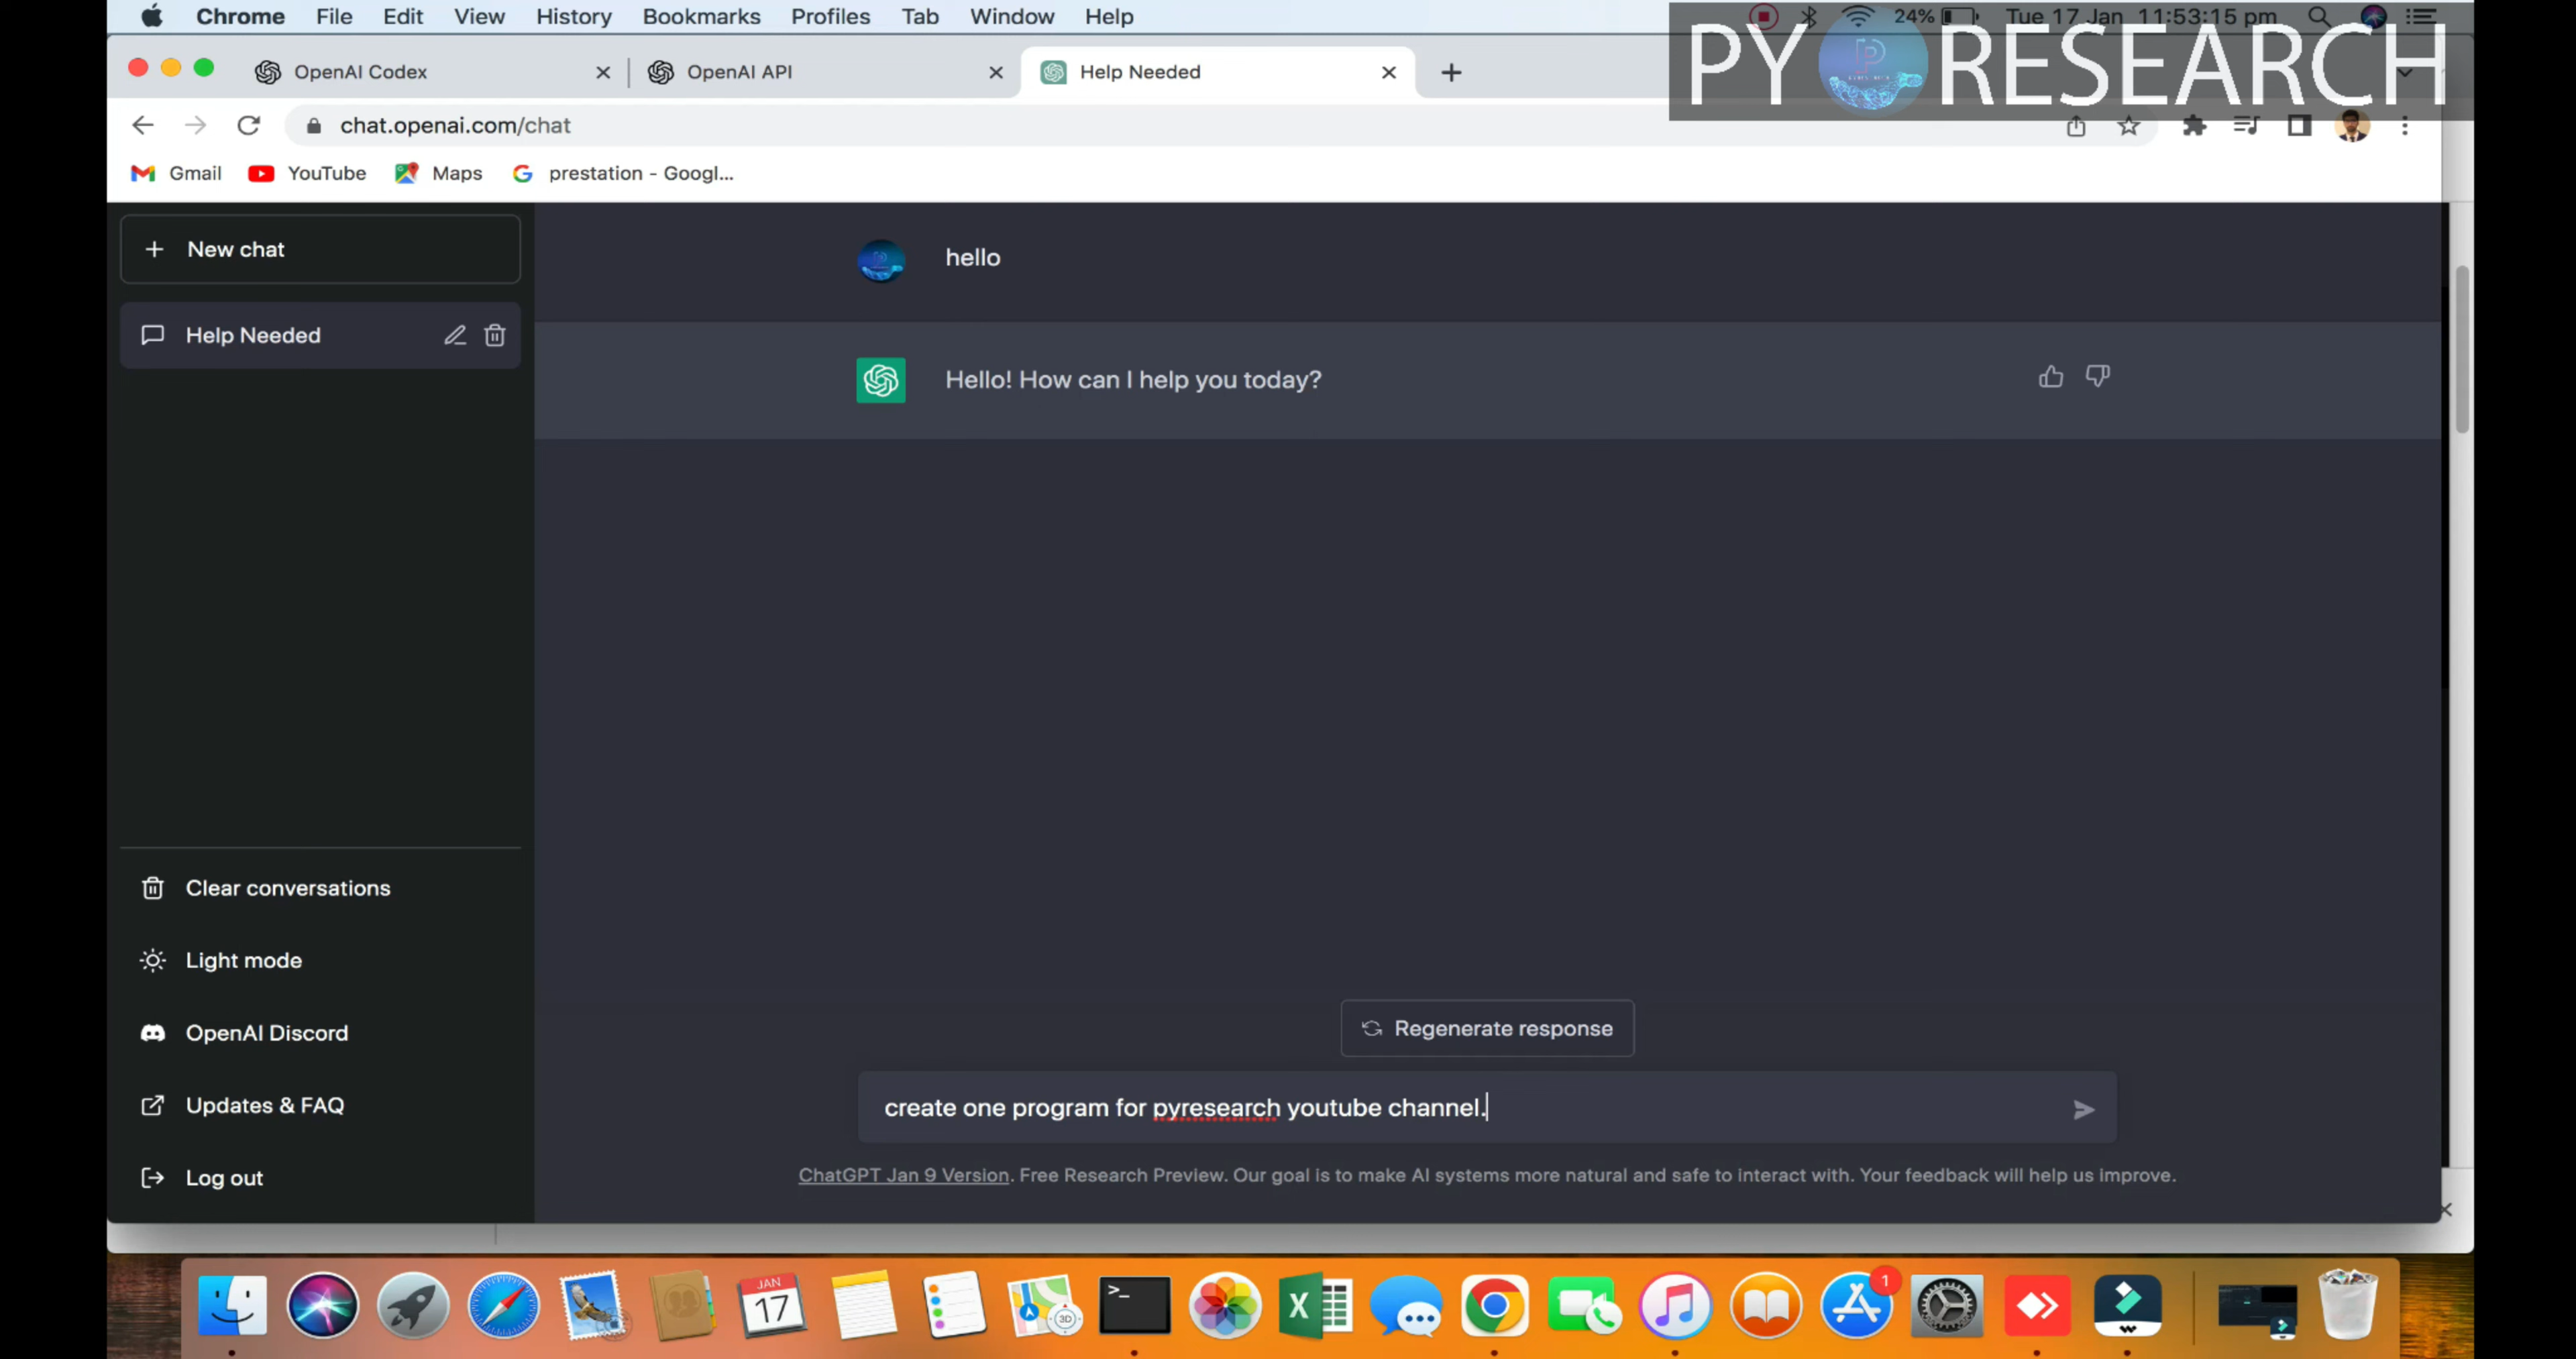 Chrome File Edit View History Bookmarks Profiles Tab Window Help 24% Tue 17 Jan 11:53:15 pm
PY RESEARCH
OpenAI Codex OpenAI API Help Needed
chat.openai.com/chat
Gmail YouTube Maps prestation - Googl...
New chat
hello
Help Needed
Hello! How can I help you today?
Clear conversations
Light mode
OpenAI Discord
Regenerate response
Updates & FAQ
create one program for pyresearch youtube channel.
Log out
ChatGPT Jan 9 Version. Free Research Preview. Our goal is to make AI systems more natural and safe to interact with. Your feedback will help us improve.
JAN
17
3D
>_
X
1